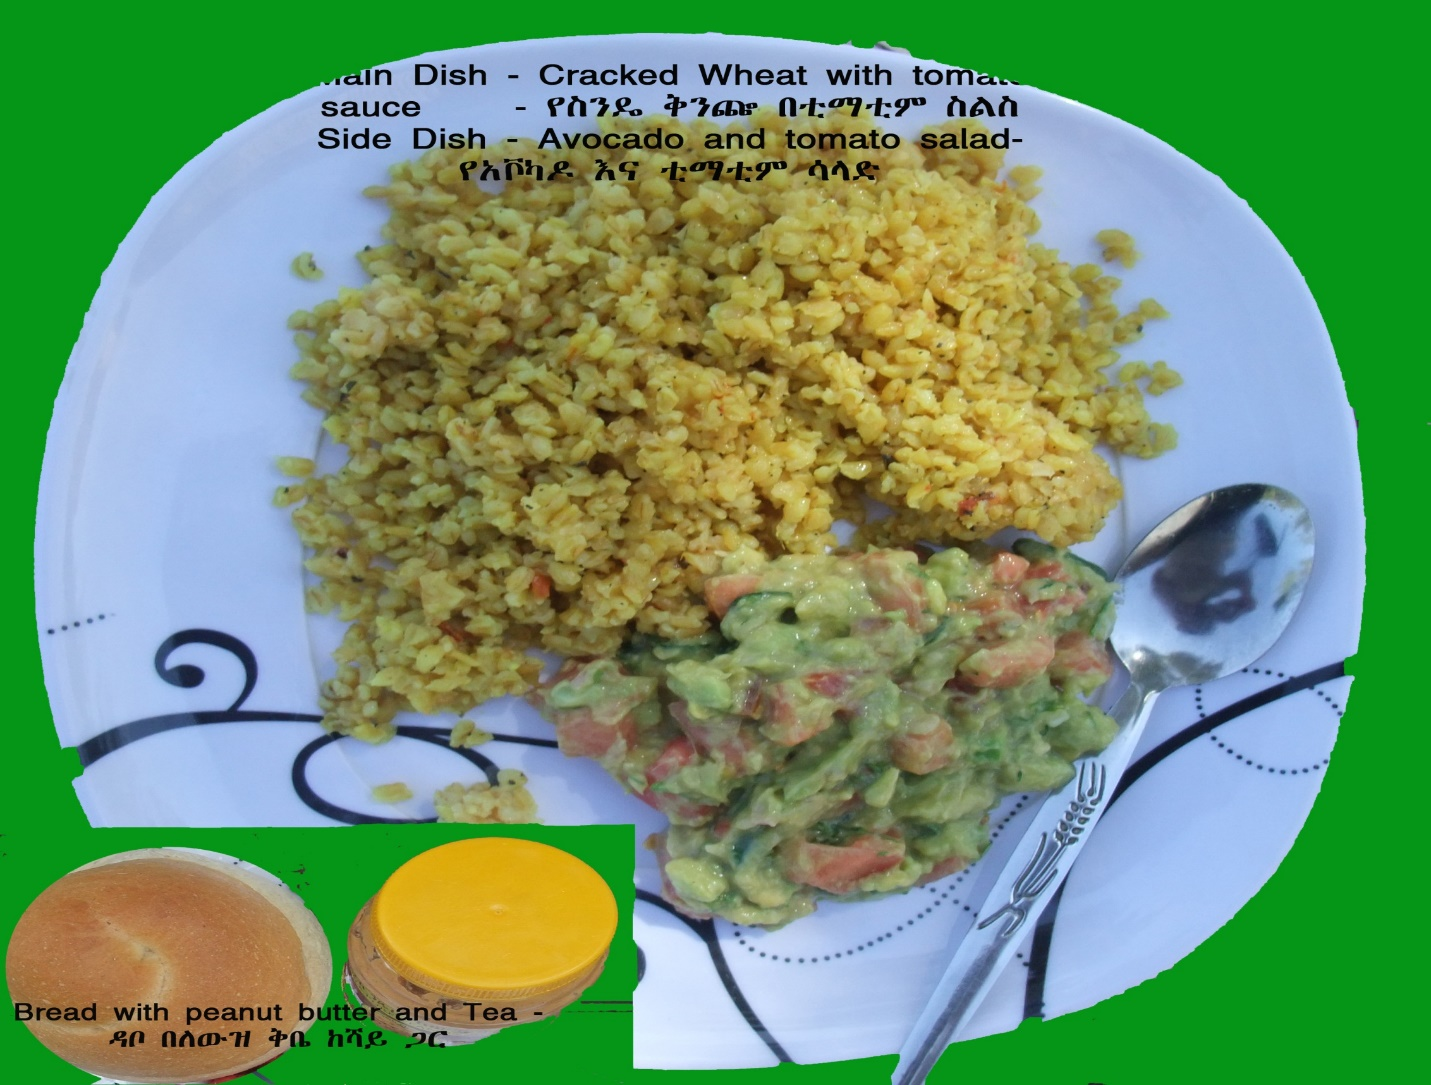 Main Dish - Cracked Wheat with tomato
sauce - የስንዴ ቅንጬ በቲማቲም ስልስ
Side Dish - Avocado and tomato salad-
የአቮካዶ እና ቲማቲም ሳላድ
Bread with peanut butter and Tea -
ዳቦ በለውዝ ቅቤ ከሻይ ጋር